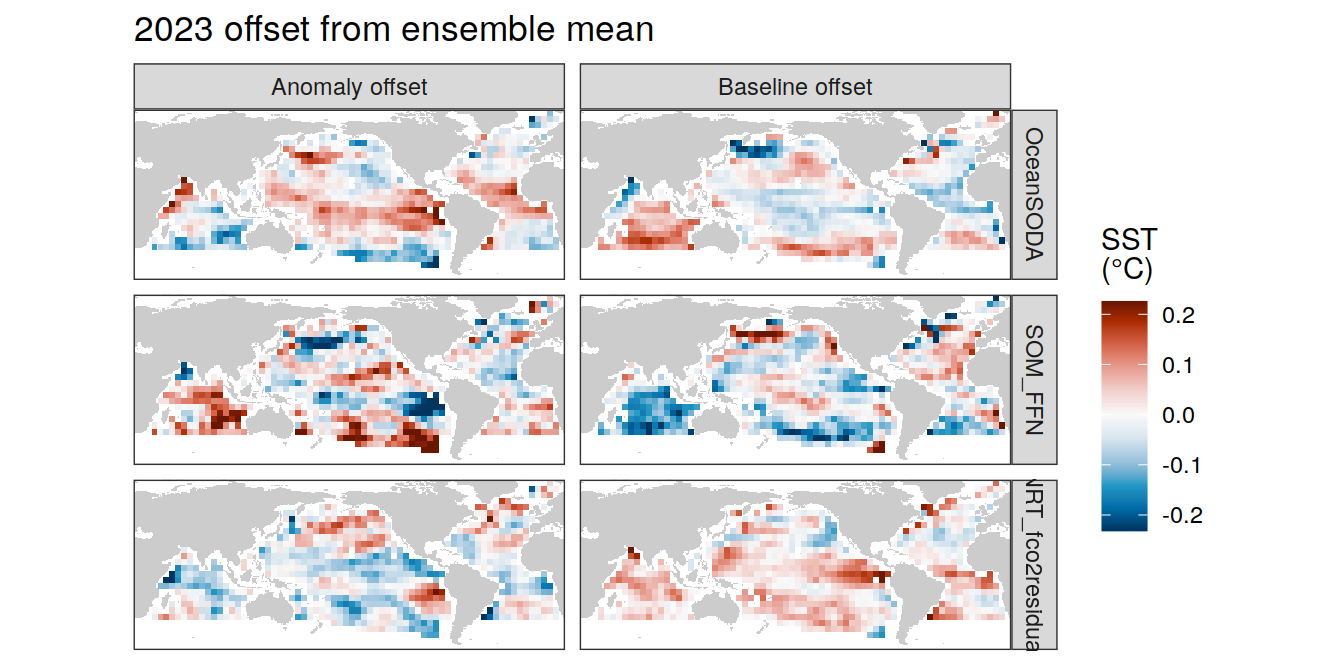 2023 offset from ensemble mean
Anomaly offset
Baseline offset
OceanSODA
SOM_FFN
NRT_fco2residua
SST
(°C)
0.2
0.1
0.0
-0.1
-0.2